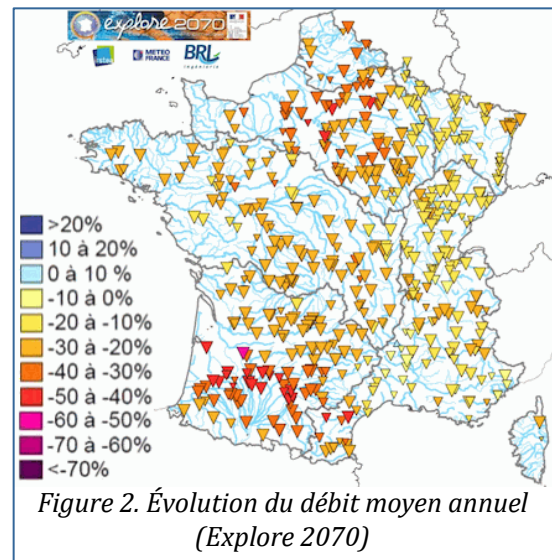 explore 2070
METEO FRANCE
BRL
ingénierie
>20%
10 à 20%
0 à 10 %
-10 à 0%
-20 à -10%
-30 à -20%
-40 à -30%
-50 à -40%
-60 à -50%
-70 à -60%
<-70%
Figure 2. Évolution du débit moyen annuel
(Explore 2070)